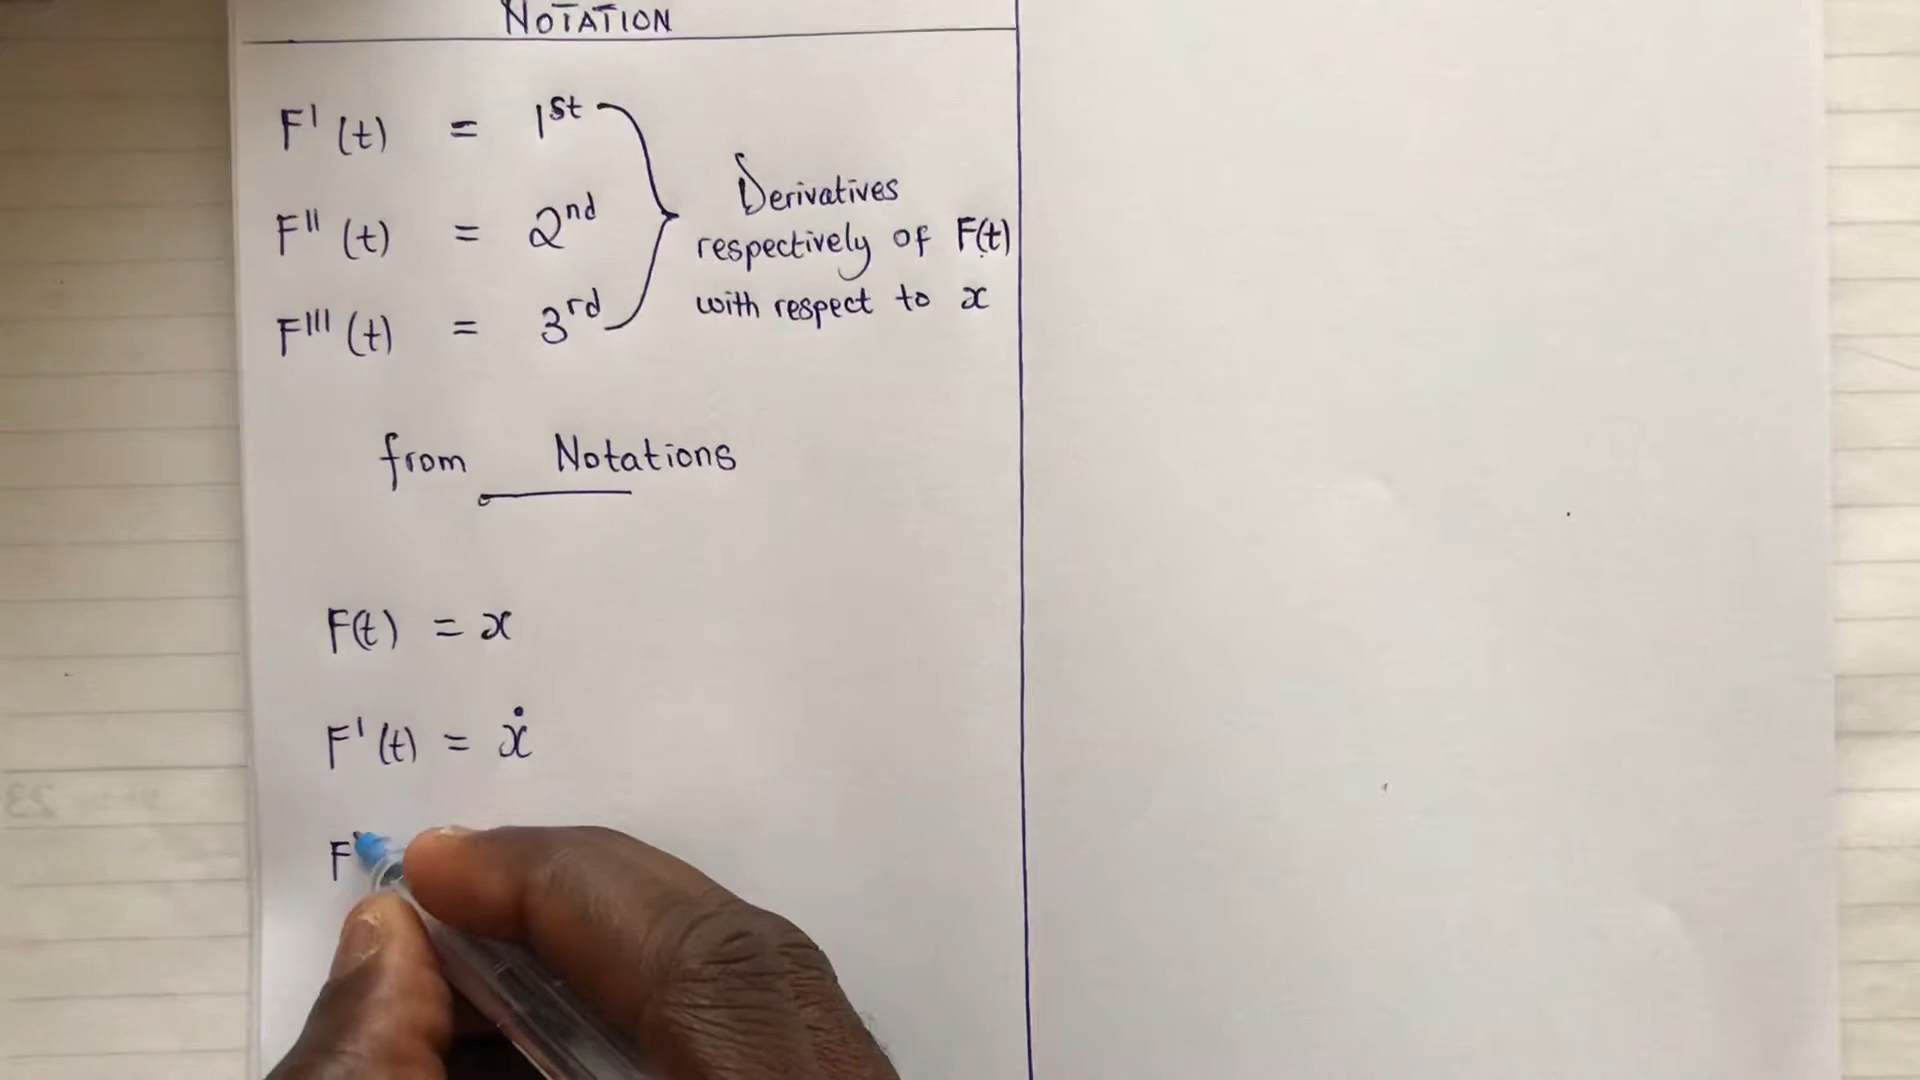 NOTATION
F'(t) = 1st
F''(t) = 2nd
F'''(t) = 3rd
Derivatives
respectively of F(t)
with respect to x
from Notations
F(t) = x
F'(t) = ẋ
F